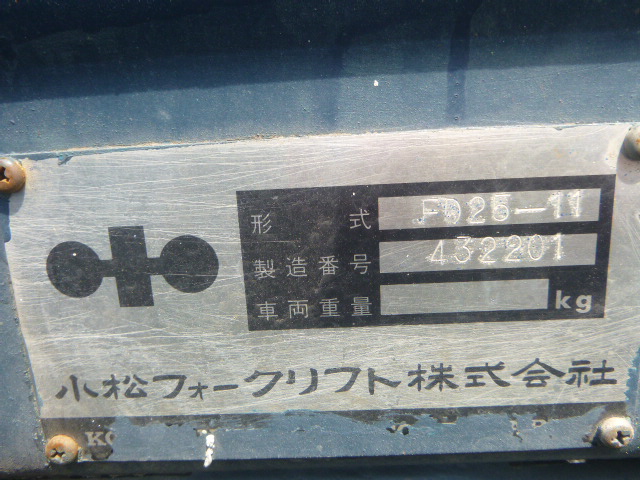 形式 FD25-11
製造番号 432201
車両重量 kg
小松フォークリフト株式会社